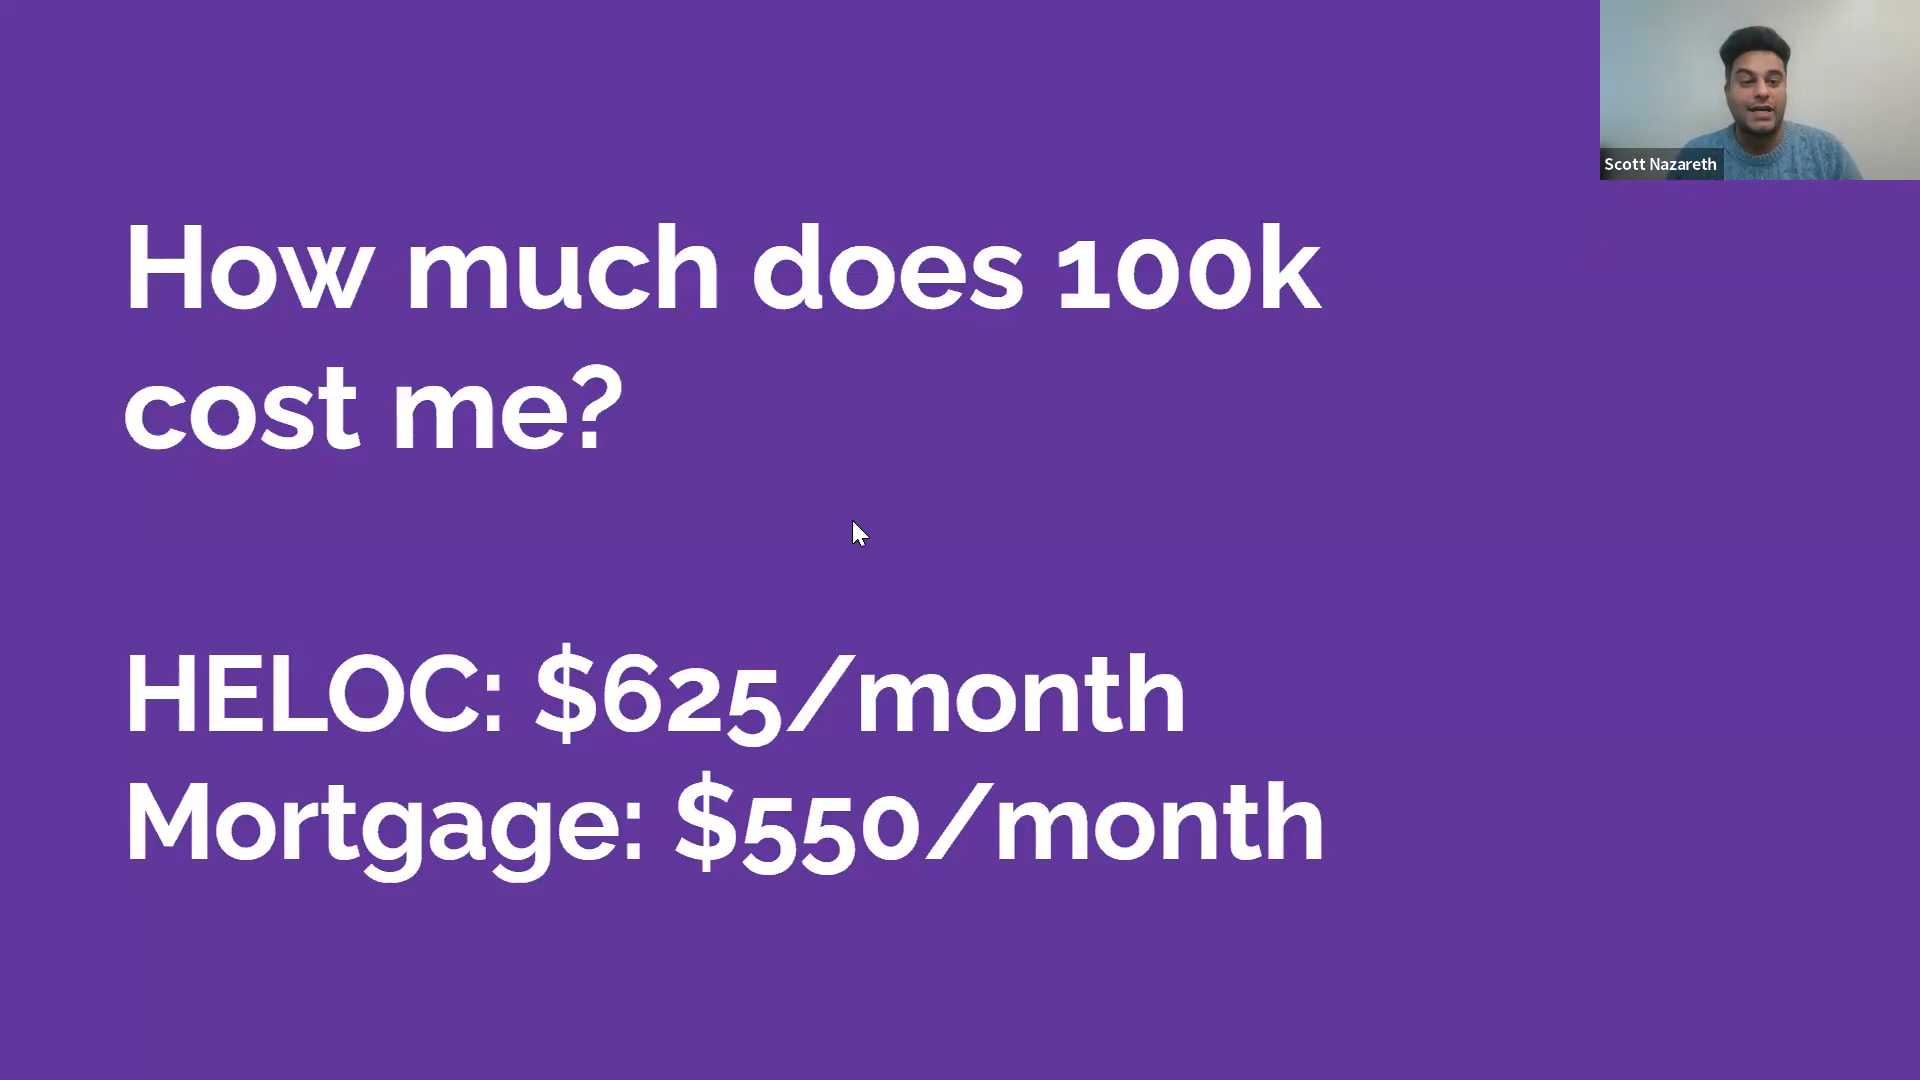 How much does 100k
cost me?
HELOC: $625/month
Mortgage: $550/month
Scott Nazareth